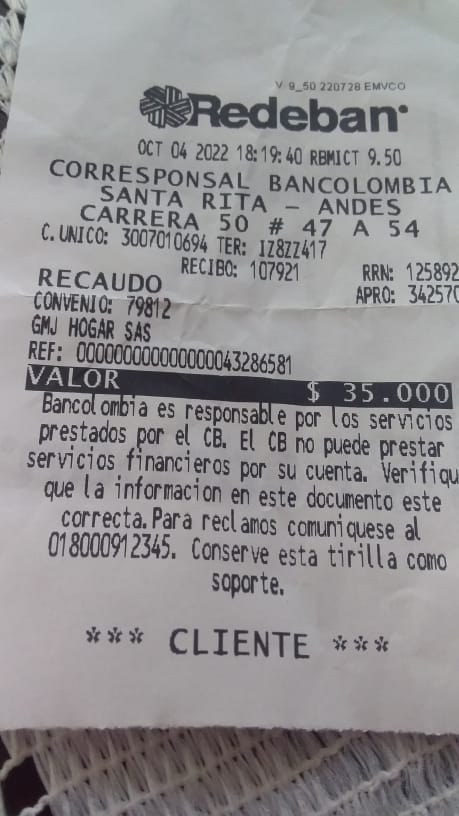 V 9_50 220728 EMVCO
Redeban
OCT 04 2022 18:19:40 RBMICT 9.50
CORRESPONSAL BANCOLOMBIA
SANTA RITA - ANDES
CARRERA 50 # 47 A 54
C. UNICO: 3007010694 TER: IZ8ZZ417
RECIBO: 107921 RRN: 125892
RECAUDO APRO: 342570
CONVENIO: 79812
GMJ HOGAR SAS
REF: 000000000000000043286581
VALOR $ 35.000
Bancolombia es responsable por los servicios
prestados por el CB. El CB no puede prestar
servicios financieros por su cuenta. Verifiqu
que la informacion en este documento este
correcta. Para reclamos comuniquese al
018000912345. Conserve esta tirilla como
soporte.
*** CLIENTE ***